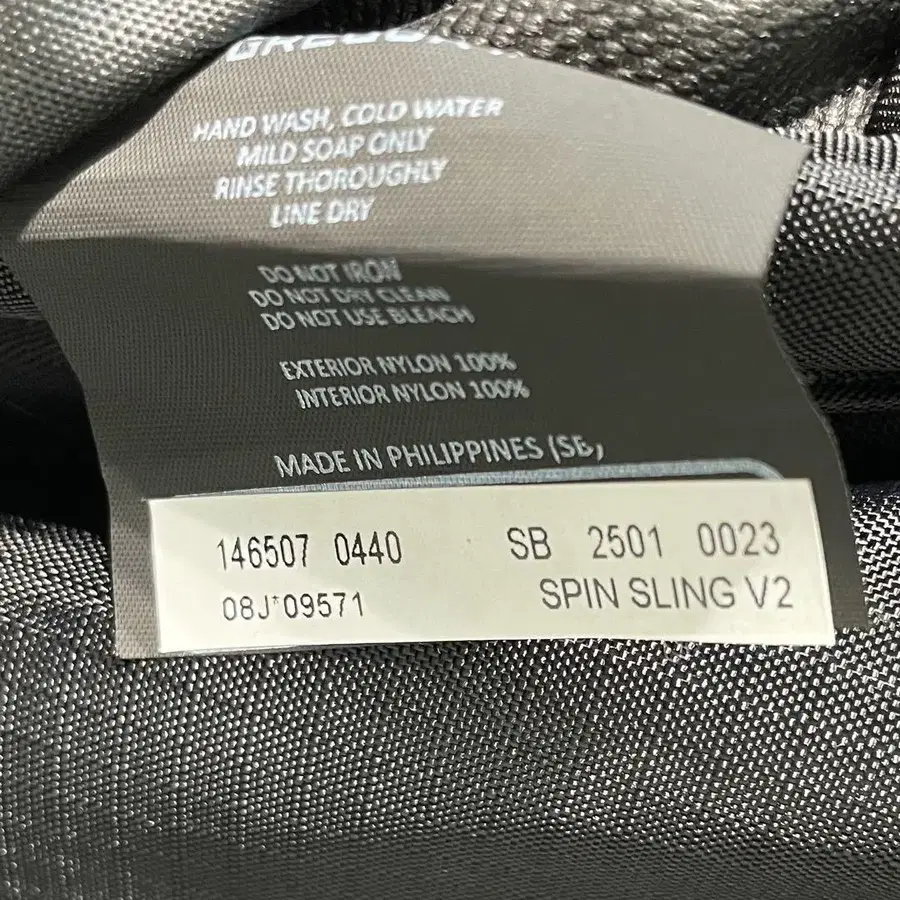 HAND WASH, COLD WATER
MILD SOAP ONLY
RINSE THOROUGHLY
LINE DRY
DO NOT IRON
DO NOT DRY CLEAN
DO NOT USE BLEACH
EXTERIOR NYLON 100%
INTERIOR NYLON 100%
MADE IN PHILIPPINES (SB)
146507 0440 SB 2501 0023
08J*09571 SPIN SLING V2